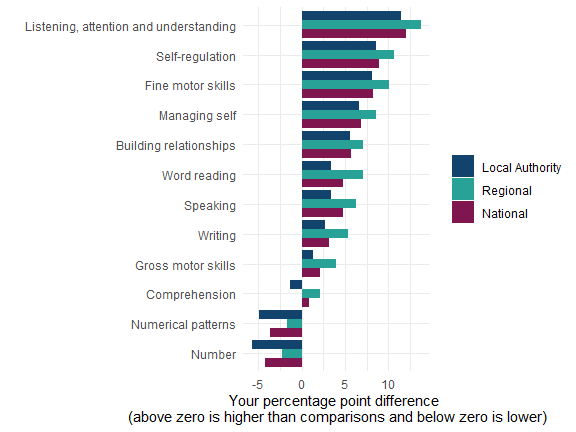 Listening, attention and understanding
Self-regulation
Fine motor skills
Managing self
Building relationships
Word reading
Speaking
Writing
Gross motor skills
Comprehension
Numerical patterns
Number
Local Authority
Regional
National
-5 0 5 10
Your percentage point difference
(above zero is higher than comparisons and below zero is lower)